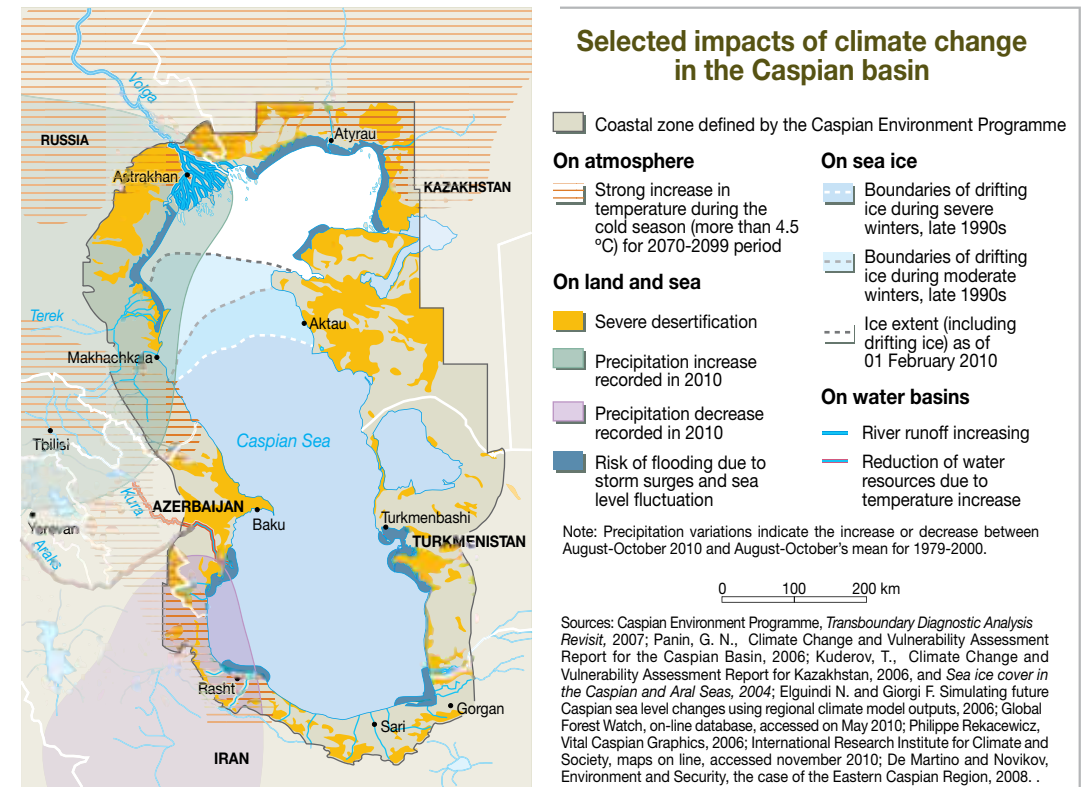 Selected impacts of climate change
in the Caspian basin
Coastal zone defined by the Caspian Environment Programme
On atmosphere
Strong increase in
temperature during the
cold season (more than 4.5
ºC) for 2070-2099 period
On land and sea
Severe desertification
Precipitation increase
recorded in 2010
Precipitation decrease
recorded in 2010
Risk of flooding due to
storm surges and sea
level fluctuation
On sea ice
Boundaries of drifting
ice during severe
winters, late 1990s
Boundaries of drifting
ice during moderate
winters, late 1990s
Ice extent (including
drifting ice) as of
01 February 2010
On water basins
River runoff increasing
Reduction of water
resources due to
temperature increase
Note: Precipitation variations indicate the increase or decrease between
August-October 2010 and August-October's mean for 1979-2000.
0 100 200 km
Sources: Caspian Environment Programme, Transboundary Diagnostic Analysis
Revisit, 2007; Panin, G. N., Climate Change and Vulnerability Assessment
Report for the Caspian Basin, 2006; Kuderov, T., Climate Change and
Vulnerability Assessment Report for Kazakhstan, 2006, and Sea ice cover in
the Caspian and Aral Seas, 2004; Elguindi N. and Giorgi F. Simulating future
Caspian sea level changes using regional climate model outputs, 2006; Global
Forest Watch, on-line database, accessed on May 2010; Philippe Rekacewicz,
Vital Caspian Graphics, 2006; International Research Institute for Climate and
Society, maps on line, accessed november 2010; De Martino and Novikov,
Environment and Security, the case of the Eastern Caspian Region, 2008. .
Volga
RUSSIA
Atyrau
Astrakhan
KAZAKHSTAN
Terek
Aktau
Makhachkala
Tbilisi
Caspian Sea
Kura
AZERBAIJAN
Baku
Yerevan
Araks
Turkmenbashi
TURKMENISTAN
Rasht
Gorgan
Sari
IRAN